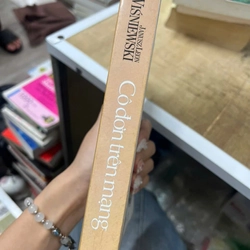 JANUSZ LEON
WIŚNIEWSKI
Cô đơn trên mạng